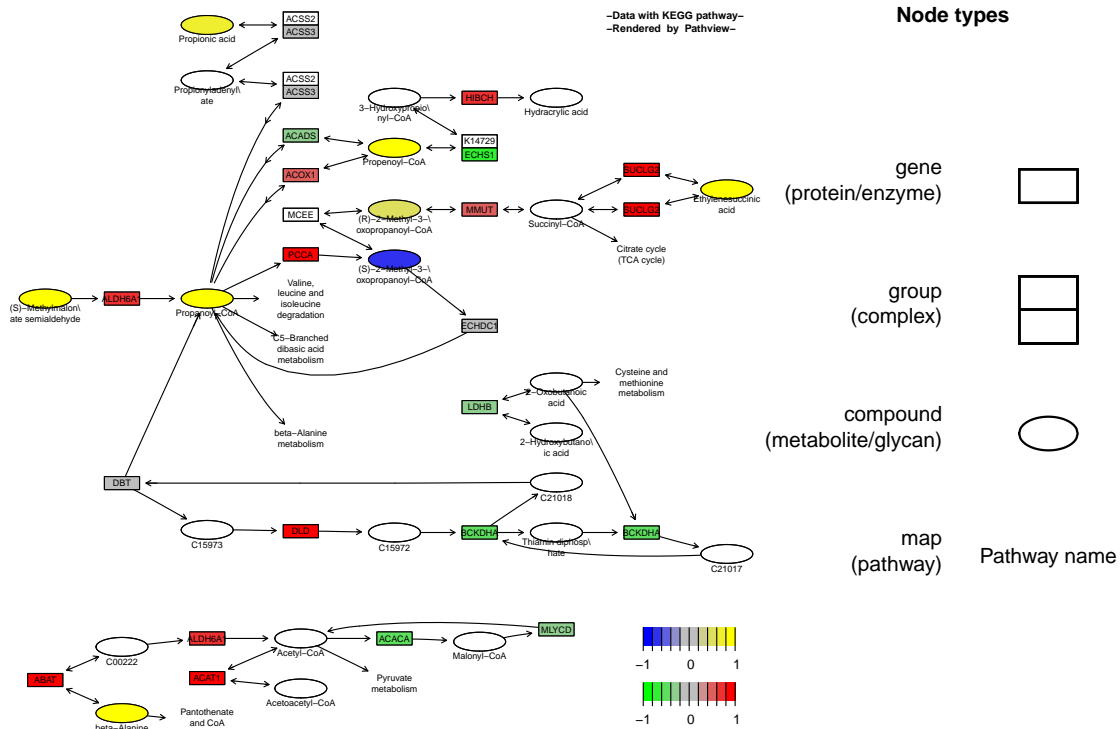 −Data with KEGG pathway−
−Rendered by Pathview−
Node types
ACSS2
ACSS3
Propionic acid
ACSS2
ACSS3
Propionyladenyl\
ate
3−Hydroxypropio\
nyl−CoA
HIBCH
Hydracrylic acid
ACADS
Propenoyl−CoA
K14729
ECHS1
ACOX1
MCEE
(R)−2−Methyl−3−\
oxopropanoyl−CoA
MMUT
Succinyl−CoA
SUCLG2
SUCLG2
Ethylenesuccinic
acid
Citrate cycle
(TCA cycle)
PCCA
(S)−2−Methyl−3−\
oxopropanoyl−CoA
(S)−Methylmalon\
ate semialdehyde
ALDH6A1
Propanoyl−CoA
Valine,
leucine and
isoleucine
degradation
C5−Branched
dibasic acid
metabolism
ECHDC1
beta−Alanine
metabolism
LDHB
2−Oxobutanoic
acid
Cysteine and
methionine
metabolism
2−Hydroxybutano\
ic acid
DBT
C21018
C15973
DLD
C15972
BCKDHA
Thiamin diphosp\
hate
BCKDHA
C21017
C00222
ALDH6A1
Acetyl−CoA
ACACA
Malonyl−CoA
MLYCD
ABAT
ACAT1
Acetoacetyl−CoA
Pyruvate
metabolism
beta−Alanine
Pantothenate
and CoA
gene
(protein/enzyme)
group
(complex)
compound
(metabolite/glycan)
map
(pathway)
Pathway name
−1 0 1
−1 0 1